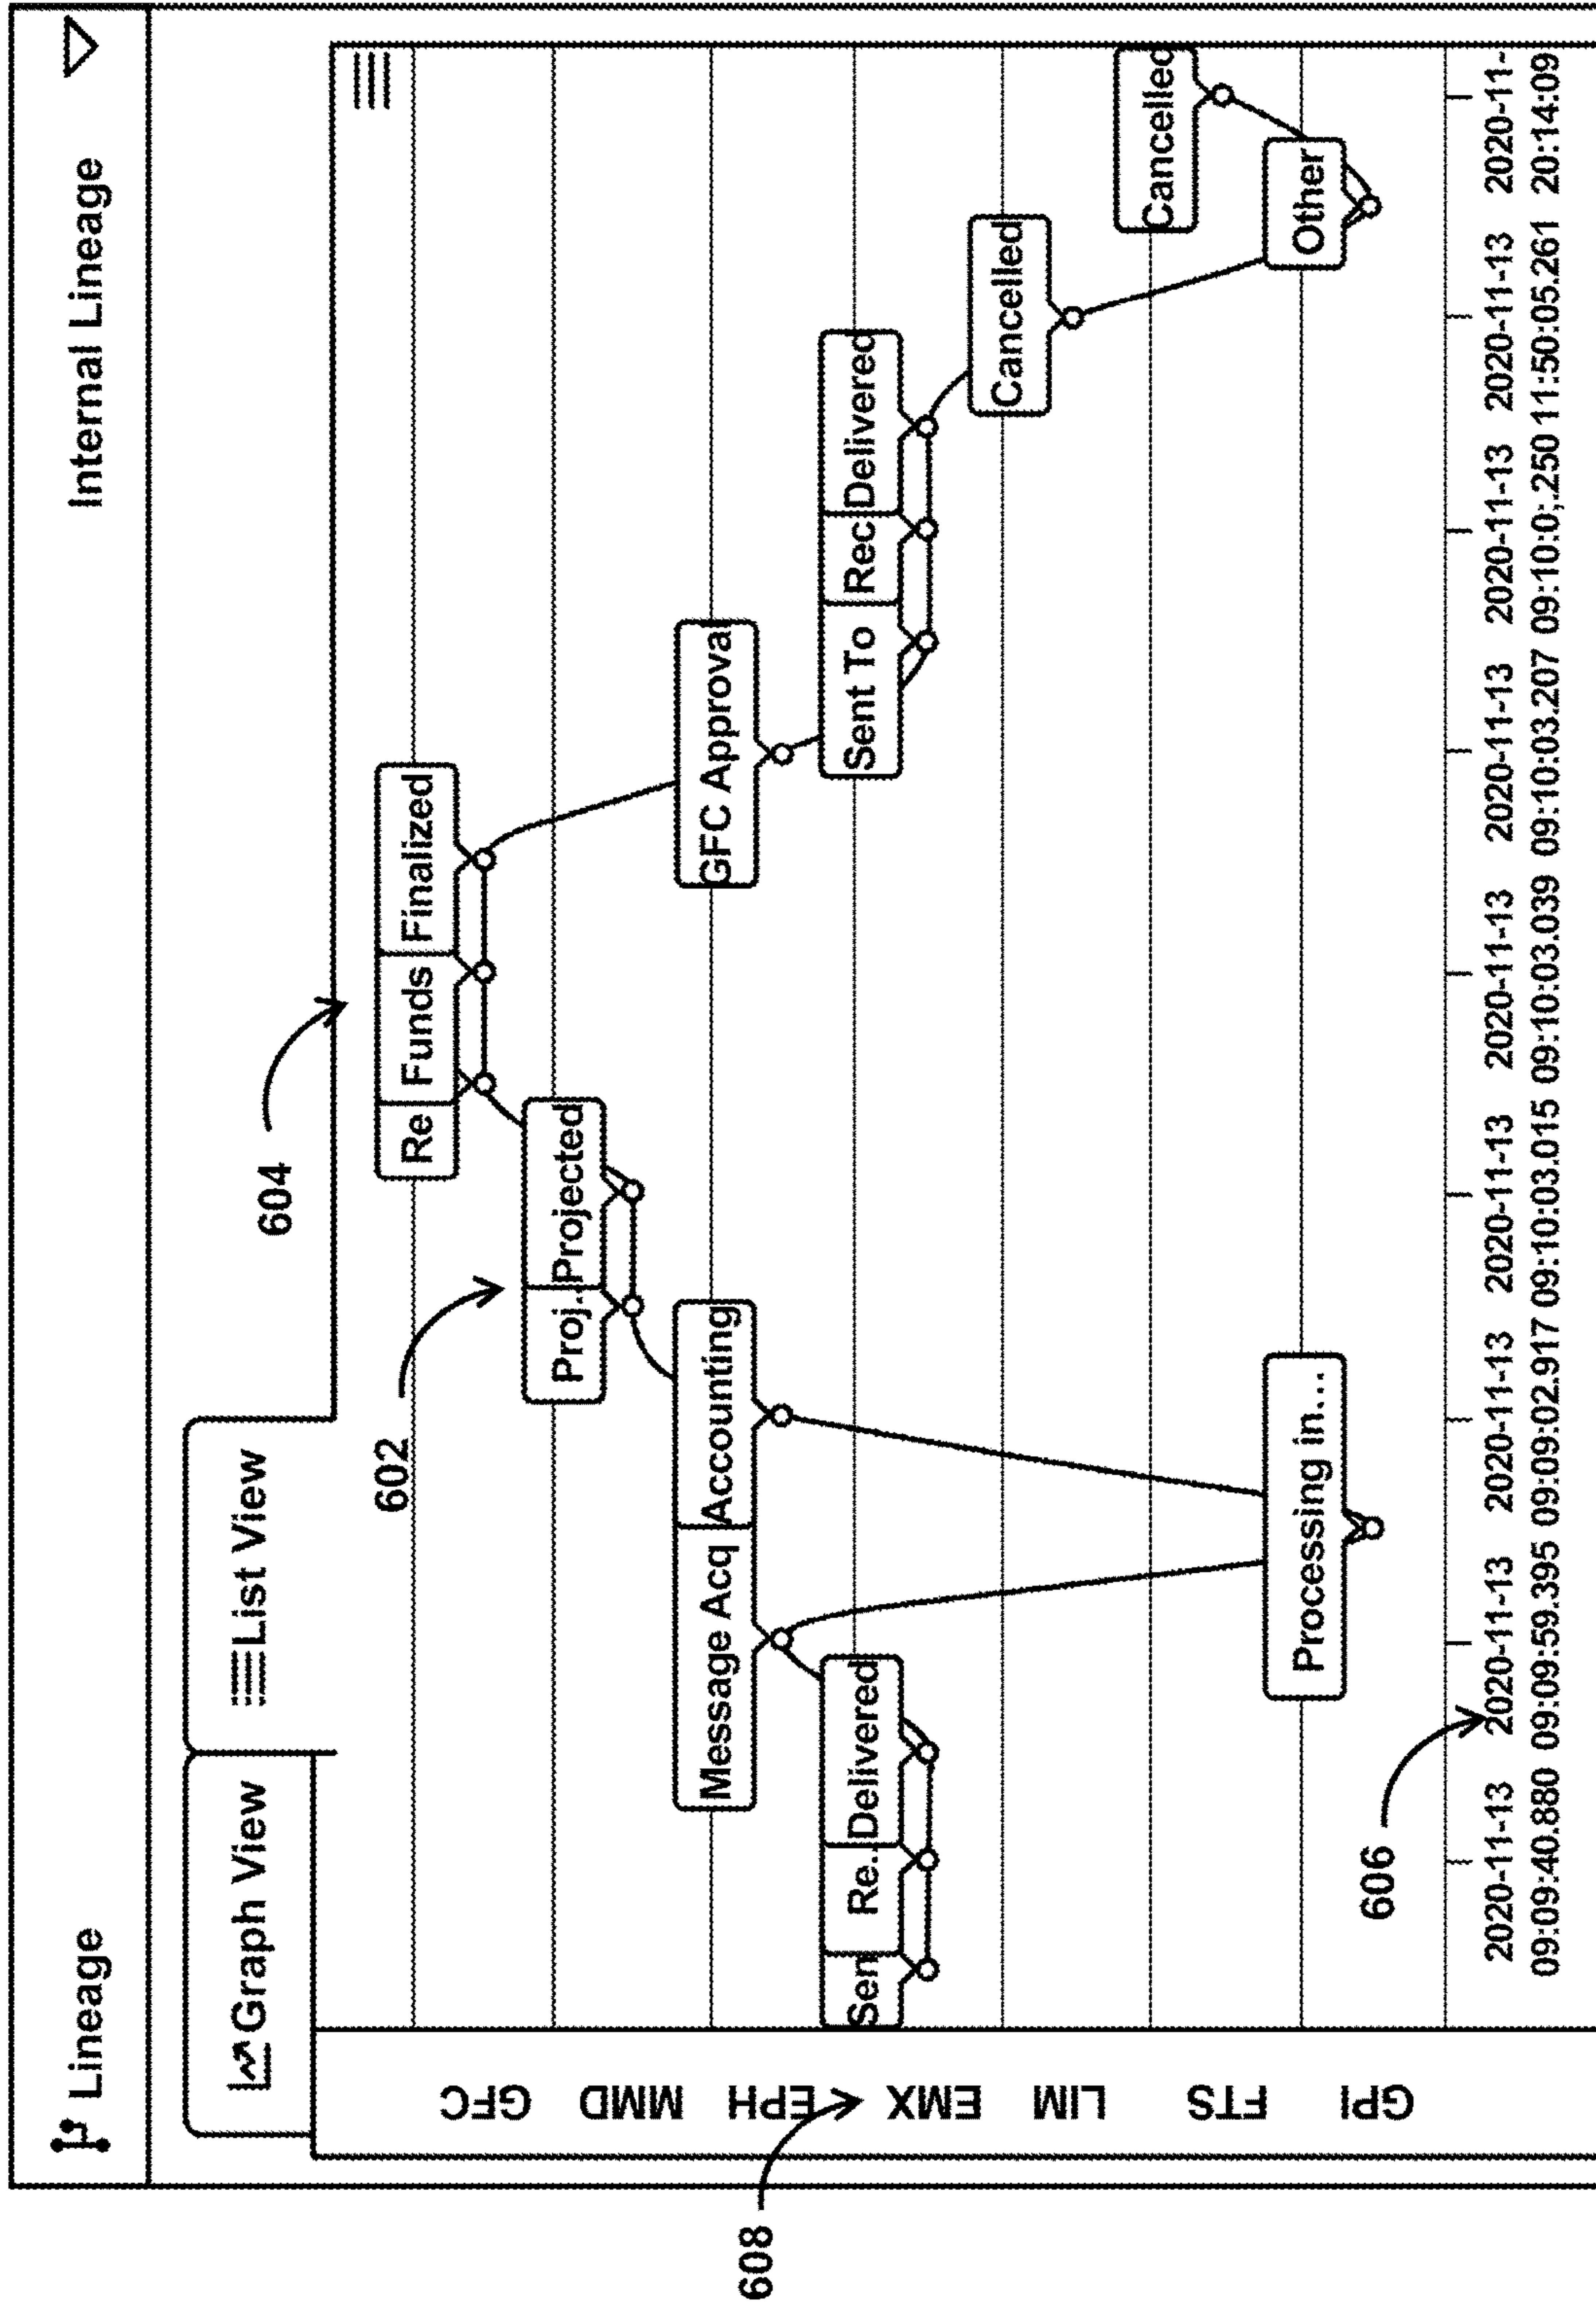 Lineage
Internal Lineage
Graph View
List View
604
602
608
606
GFC
MMD
EPH
EMX
LIM
FTS
GPI
Re Funds Finalized
Proj.. Projected
Message Acq Accounting
GFC Approval
Sen Re.. Delivered
Sent To Rec Delivered
Cancelled
Cancelled
Processing in...
Other
2020-11-13 2020-11-13 2020-11-13 2020-11-13 2020-11-13 2020-11-13 2020-11-13 2020-11-13 2020-11-
09:09:40.880 09:09:59.395 09:09:02.917 09:10:03.015 09:10:03.039 09:10:03.207 09:10:0;.250 11:50:05.261 20:14:09